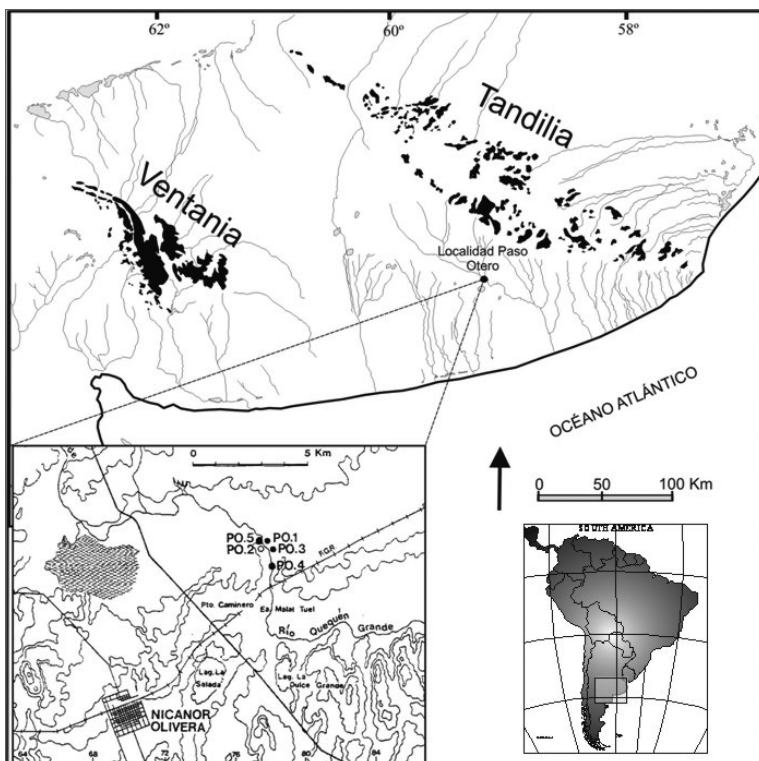 62º 60º 58º
Tandilia
Ventania
Localidad Paso
Otero
OCÉANO ATLÁNTICO
0 50 100 Km
SOUTH AMERICA
0 5 Km
PO.5 PO.1
PO.2 PO.3
PO.4
F.G.R
Pto. Caminero Ea. Malal Tuel
Río Quequén Grande
Lag. La
Salada
Lag. La
Dulce Grande
NICANOR
OLIVERA
64 68 72 76 80 84